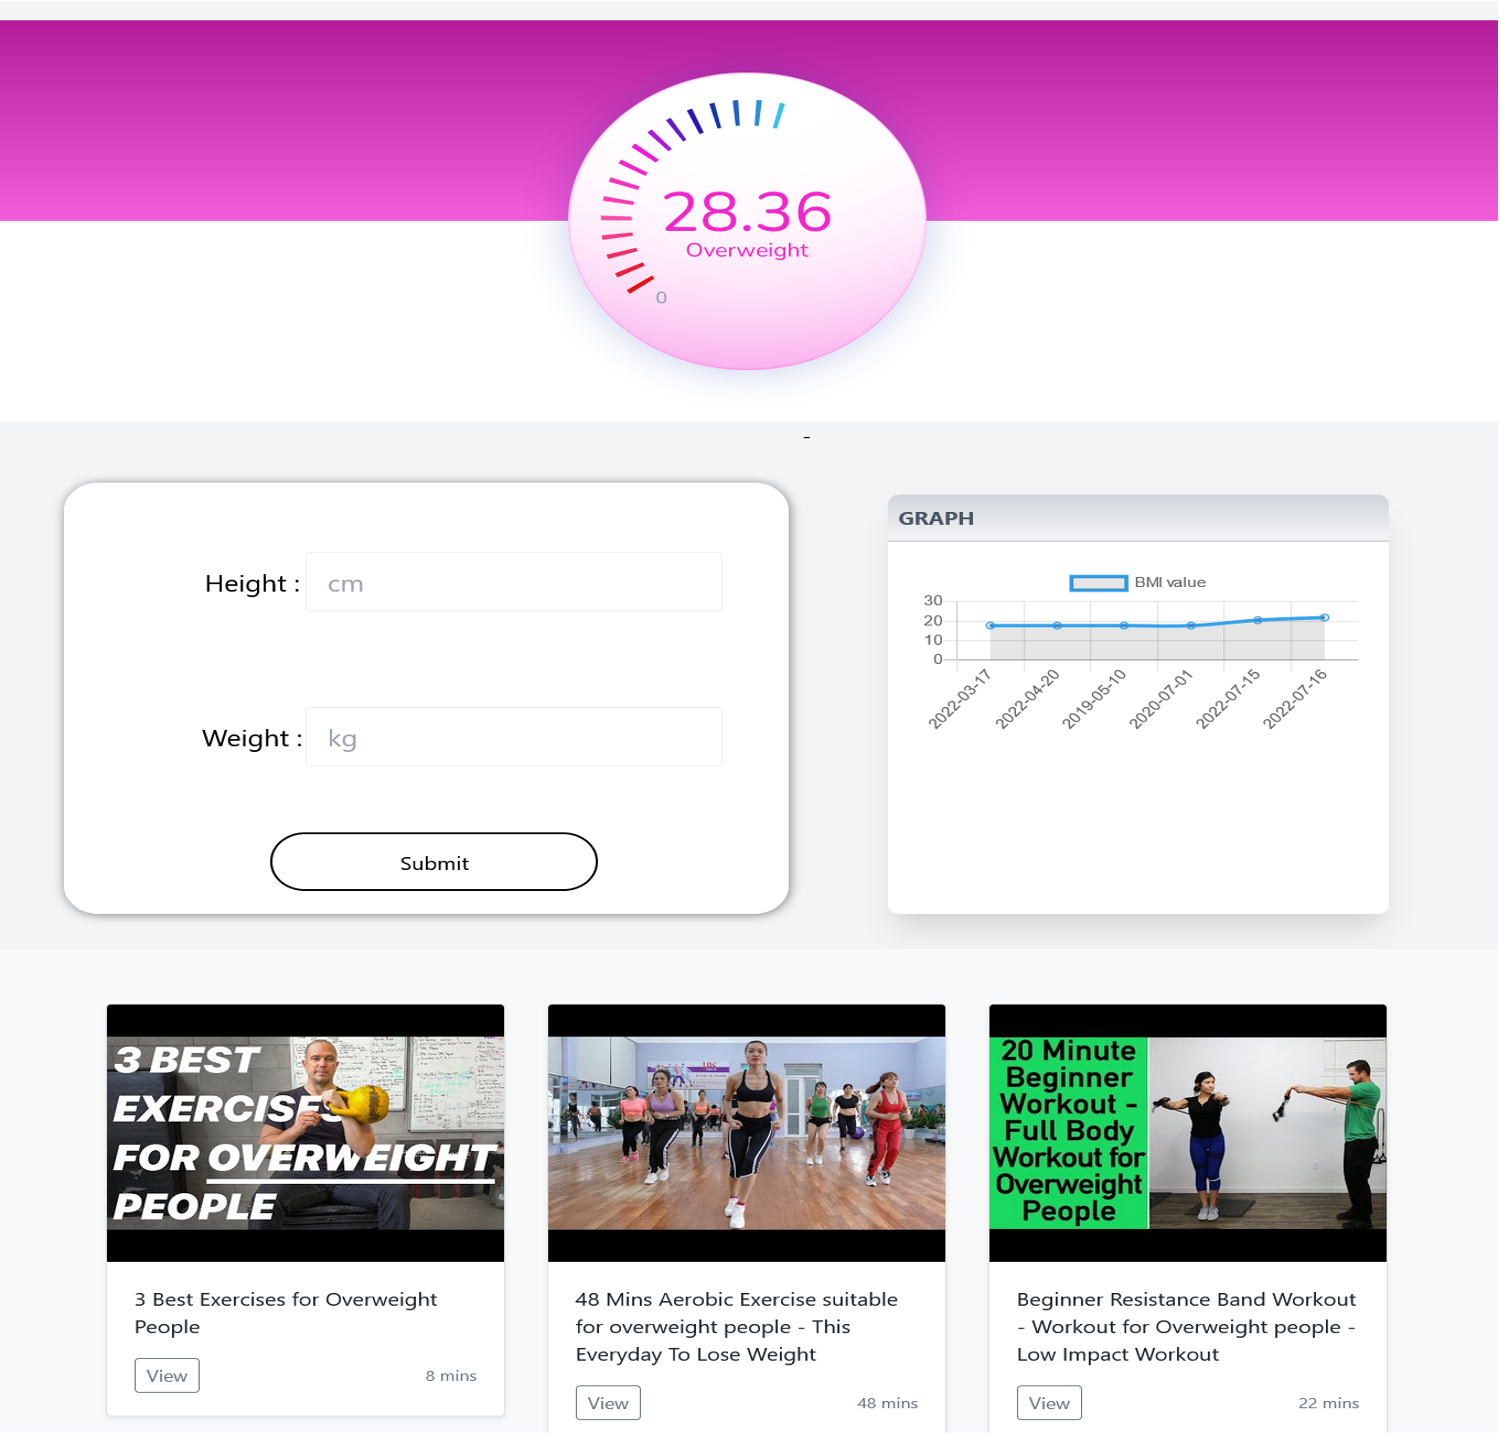 28.36
Overweight
0
-
Height :
cm
Weight :
kg
Submit
GRAPH
BMI value
30
20
10
0
2022-03-17
2022-04-20
2019-05-10
2020-07-01
2022-07-15
2022-07-16
3 BEST
EXERCISES
FOR OVERWEIGHT
PEOPLE
3 Best Exercises for Overweight
People
View
8 mins
48 Mins Aerobic Exercise suitable
for overweight people - This
Everyday To Lose Weight
View
48 mins
20 Minute
Beginner
Workout -
Full Body
Workout for
Overweight
People
Beginner Resistance Band Workout
- Workout for Overweight people -
Low Impact Workout
View
22 mins